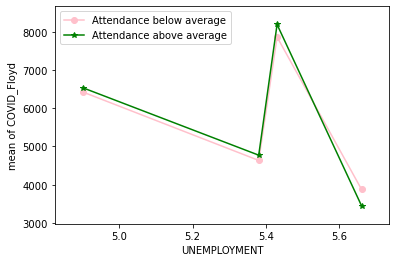 Attendance below average
Attendance above average
8000
7000
6000
5000
4000
3000
mean of COVID_Floyd
5.0 5.2 5.4 5.6
UNEMPLOYMENT